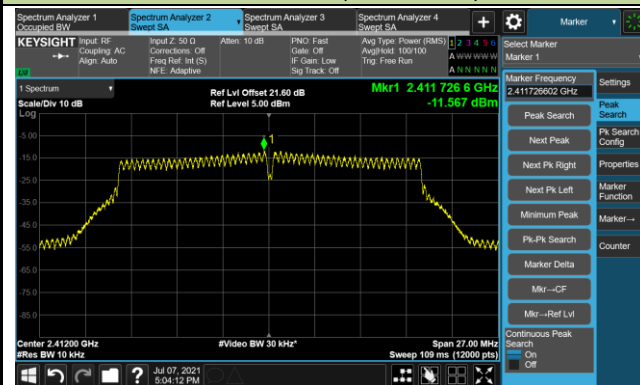 Spectrum Analyzer 1
Occupied BW
Spectrum Analyzer 2
Swept SA
Spectrum Analyzer 3
Swept SA
Spectrum Analyzer 4
Swept SA
+
Marker
KEYSIGHT
Input: RF
Coupling: AC
Align: Auto
Input Z: 50 Ω
Corrections: Off
Freq Ref: Int (S)
NFE: Adaptive
Atten: 10 dB
PNO: Fast
Gate: Off
IF Gain: Low
Sig Track: Off
Avg Type: Power (RMS)
Avg|Hold: 100/100
Trig: Free Run
1 2 3 4 5 6
A W W W W W
A N N N N N
LVI
Select Marker
Marker 1
1 Spectrum
Scale/Div 10 dB
Log
Ref Lvl Offset 21.60 dB
Ref Level 5.00 dBm
Mkr1 2.411 726 6 GHz
-11.567 dBm
-5.00
-15.0
-25.0
-35.0
-45.0
-55.0
-65.0
-75.0
-85.0
1
Center 2.41200 GHz
#Res BW 10 kHz
#Video BW 30 kHz*
Span 27.00 MHz
Sweep 109 ms (12000 pts)
Marker Frequency
2.411726602 GHz
Peak Search
Next Peak
Next Pk Right
Next Pk Left
Minimum Peak
Pk-Pk Search
Marker Delta
Mkr→CF
Mkr→Ref Lvl
Continuous Peak
Search
On
Off
Settings
Peak
Search
Pk Search
Config
Properties
Marker
Function
Marker→
Counter
?
Jul 07, 2021
5:04:12 PM